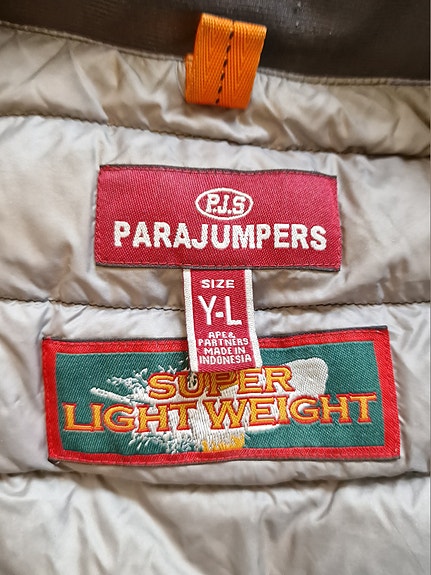 P.J.S
PARAJUMPERS
SIZE
Y-L
APE &
PARTNERS
MADE IN
INDONESIA
SUPER
LIGHT WEIGHT